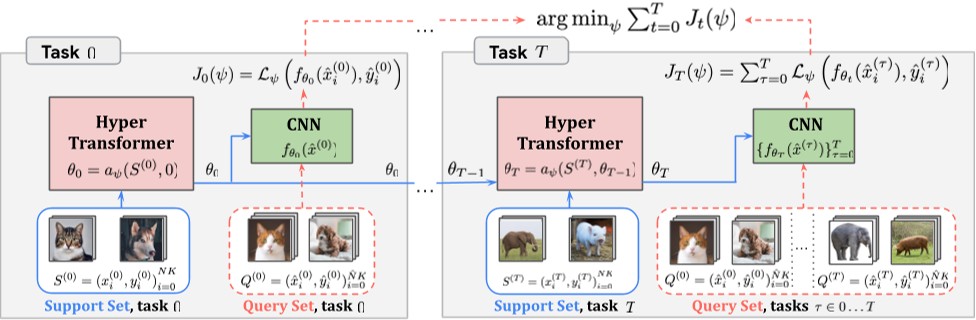 arg min_ψ ∑_{t=0}^{T} J_t(ψ)
...
Task 0
J_0(ψ) = L_ψ (f_{θ_0}(x̂_i^{(0)}), ŷ_i^{(0)})
Hyper
Transformer
θ_0 = a_ψ(S^{(0)}, 0)
θ_0
CNN
f_{θ_0}(x̂^{(0)})
θ_0
S^{(0)} = (x_i^{(0)}, y_i^{(0)})_{i=0}^{NK}
Support Set, task 0
Q^{(0)} = (x̂_i^{(0)}, ŷ_i^{(0)})_{i=0}^{N̂K}
Query Set, task 0
...
Task T
J_T(ψ) = ∑_{τ=0}^{T} L_ψ (f_{θ_t}(x̂_i^{(τ)}), ŷ_i^{(τ)})
θ_{T−1}
Hyper
Transformer
θ_T = a_ψ(S^{(T)}, θ_{T−1})
θ_T
CNN
{f_{θ_T}(x̂^{(τ)})}_{τ=0}^{T}
S^{(T)} = (x_i^{(T)}, y_i^{(T)})_{i=0}^{NK}
Support Set, task T
...
Q^{(0)} = (x̂_i^{(0)}, ŷ_i^{(0)})_{i=0}^{N̂K}
Q^{(T)} = (x̂_i^{(T)}, ŷ_i^{(T)})_{i=0}^{N̂K}
Query Set, tasks τ ∈ 0 ... T